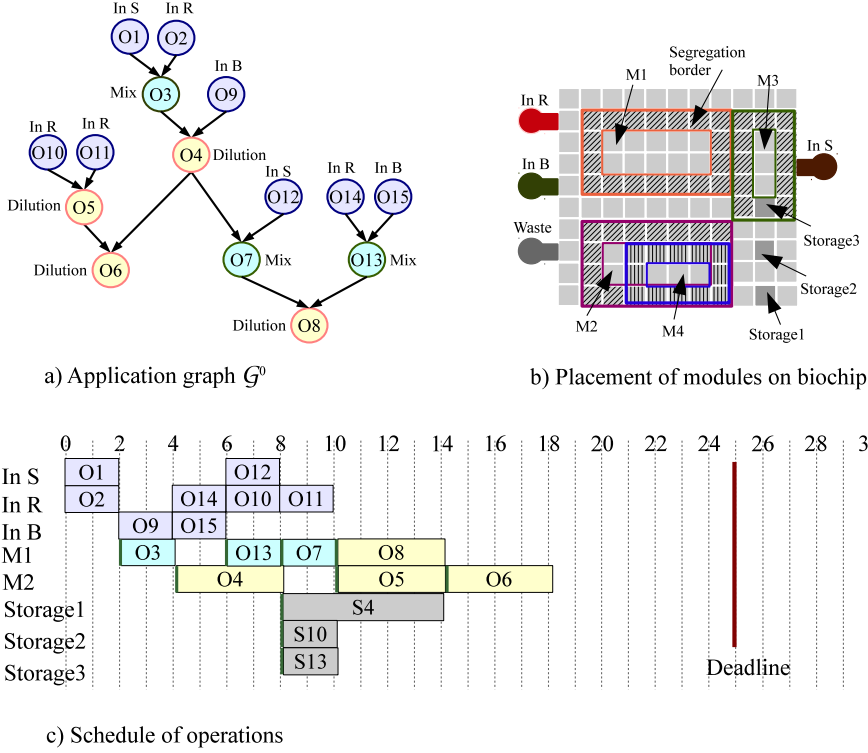 In S
In R
O1
O2
In B
Mix
O3
O9
In R
In R
O10
O11
O4
Dilution
In S
In R
In B
Dilution
O5
O12
O14
O15
Dilution
O6
O7
Mix
O13
Mix
Dilution
O8
a) Application graph 𝒢⁰
Segregation
border
M1
M3
In R
In S
In B
Waste
Storage3
Storage2
M2
M4
Storage1
b) Placement of modules on biochip
0 2 4 6 8 10 12 14 16 18 20 22 24 26 28 3
In S O1 O12
In R O2 O14 O10 O11
In B O9 O15
M1 O3 O13 O7 O8
M2 O4 O5 O6
Storage1 S4
Storage2 S10
Storage3 S13
Deadline
c) Schedule of operations